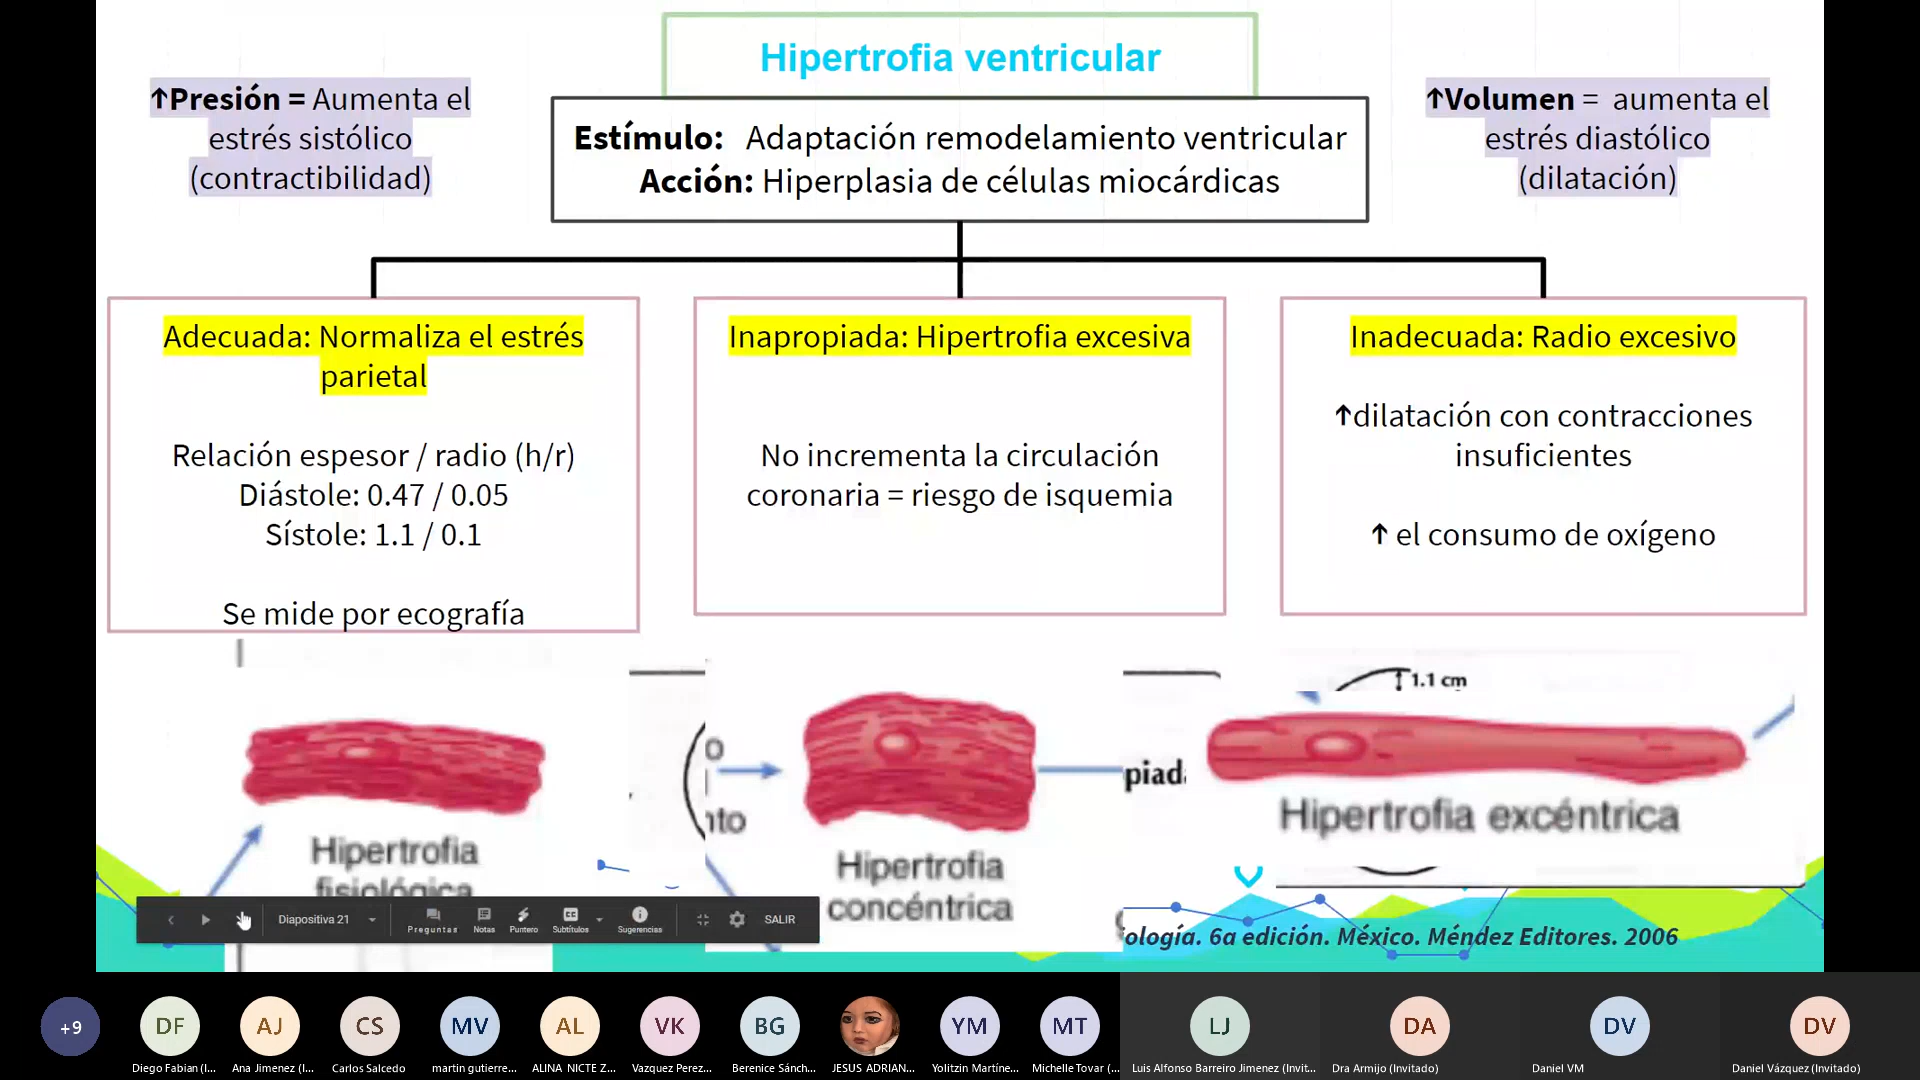 Hipertrofia ventricular
↑Presión = Aumenta el
estrés sistólico
(contractibilidad)
Estímulo: Adaptación remodelamiento ventricular
Acción: Hiperplasia de células miocárdicas
↑Volumen = aumenta el
estrés diastólico
(dilatación)
Adecuada: Normaliza el estrés
parietal
Relación espesor / radio (h/r)
Diástole: 0.47 / 0.05
Sístole: 1.1 / 0.1
Se mide por ecografía
Inapropiada: Hipertrofia excesiva
No incrementa la circulación
coronaria = riesgo de isquemia
Inadecuada: Radio excesivo
↑dilatación con contracciones
insuficientes
↑ el consumo de oxígeno
1.1 cm
Hipertrofia
fisiológica
Hipertrofia
concéntrica
Hipertrofia excéntrica
ología. 6a edición. México. Méndez Editores. 2006
Diapositiva 21
Preguntas
Notas
Puntero
Subtítulos
Sugerencias
SALIR
+9
DF
AJ
CS
MV
AL
VK
BG
YM
MT
LJ
DA
DV
DV
Diego Fabian (I...
Ana Jimenez (I...
Carlos Salcedo
martin gutierre...
ALINA NICTE Z...
Vazquez Perez...
Berenice Sánch...
JESUS ADRIAN...
Yolitzin Martíne...
Michelle Tovar (...
Luis Alfonso Barreiro Jimenez (Invit...
Dra Armijo (Invitado)
Daniel VM
Daniel Vázquez (Invitado)